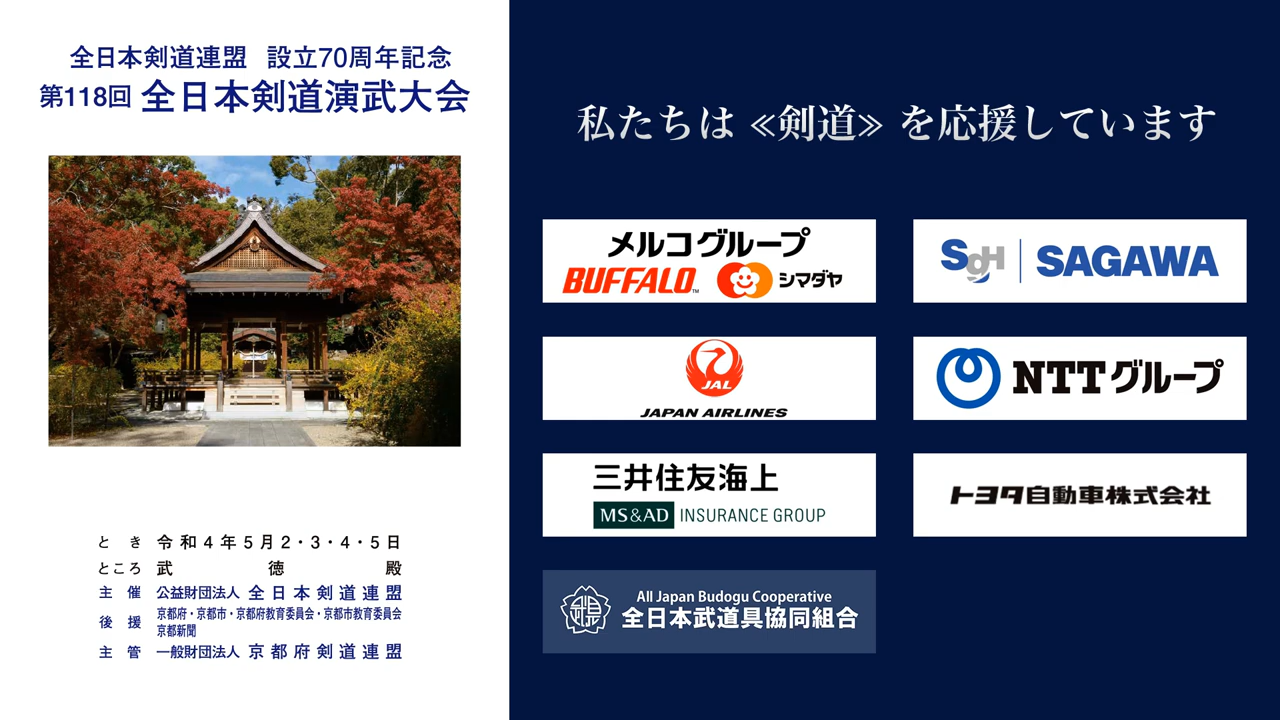 全日本剣道連盟 設立70周年記念
第118回 全日本剣道演武大会
とき 令和4年5月2・3・4・5日
ところ 武徳殿
主催 公益財団法人 全日本剣道連盟
後援 京都府・京都市・京都府教育委員会・京都市教育委員会
京都新聞
主管 一般財団法人 京都府剣道連盟
私たちは ≪剣道≫ を応援しています
メルコグループ
BUFFALO™ シマダヤ
SGH SAGAWA
JAL
JAPAN AIRLINES
NTTグループ
三井住友海上
MS&AD INSURANCE GROUP
トヨタ自動車株式会社
All Japan Budogu Cooperative
全日本武道具協同組合